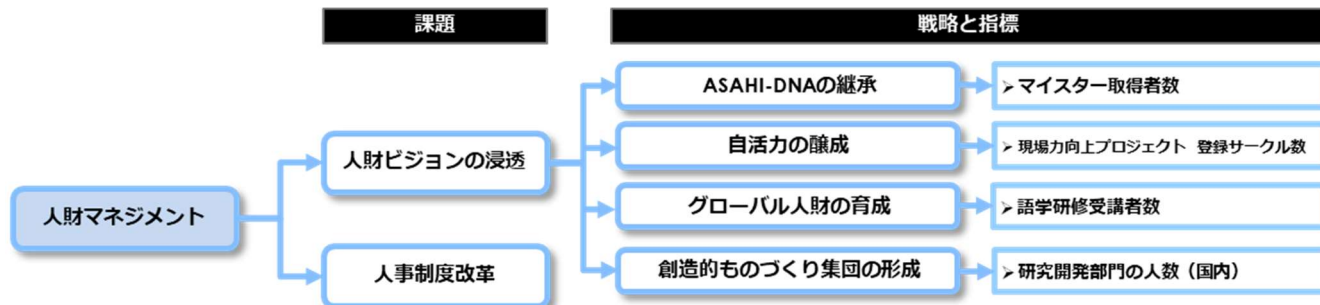 課題
戦略と指標
ASAHI-DNAの継承
➢マイスター取得者数
人財ビジョンの浸透
自活力の醸成
➢現場力向上プロジェクト 登録サークル数
人財マネジメント
グローバル人財の育成
➢語学研修受講者数
人事制度改革
創造的ものづくり集団の形成
➢研究開発部門の人数（国内）